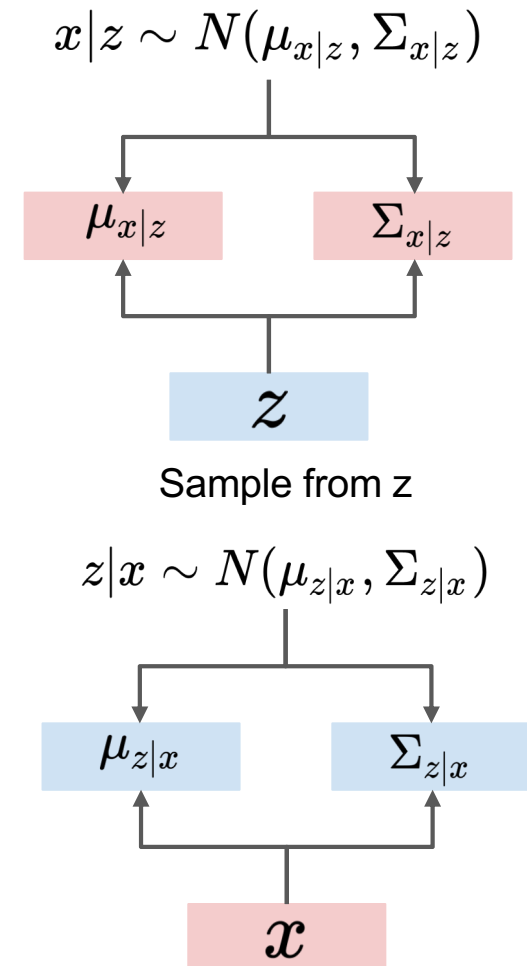 x|z ∼ N(μ_{x|z}, Σ_{x|z})
μ_{x|z} Σ_{x|z}
z
Sample from z
z|x ∼ N(μ_{z|x}, Σ_{z|x})
μ_{z|x} Σ_{z|x}
x